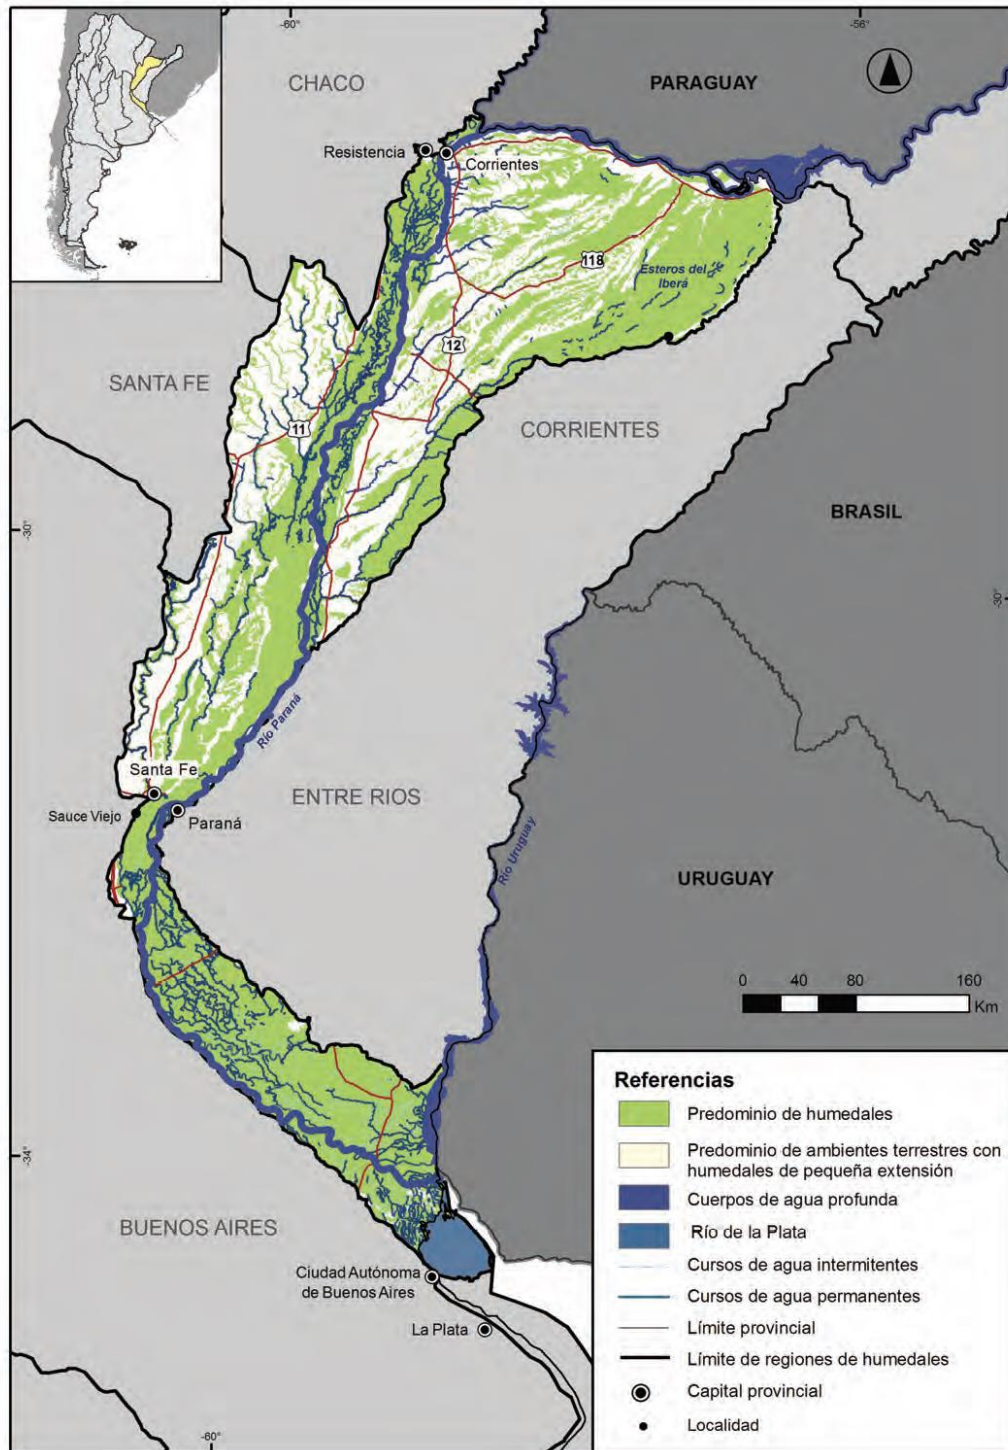 -60°
-56°
CHACO
PARAGUAY
Resistencia
Corrientes
118
Esteros del
Iberá
12
SANTA FE
11
CORRIENTES
BRASIL
-30
30°
Río Paraná
Santa Fe
Sauce Viejo
Paraná
ENTRE RIOS
Río Uruguay
URUGUAY
0 40 80 160
Km
-34°
BUENOS AIRES
Ciudad Autónoma
de Buenos Aires
La Plata
-60°
Referencias
Predominio de humedales
Predominio de ambientes terrestres con
humedales de pequeña extensión
Cuerpos de agua profunda
Río de la Plata
Cursos de agua intermitentes
Cursos de agua permanentes
Límite provincial
Límite de regiones de humedales
Capital provincial
Localidad